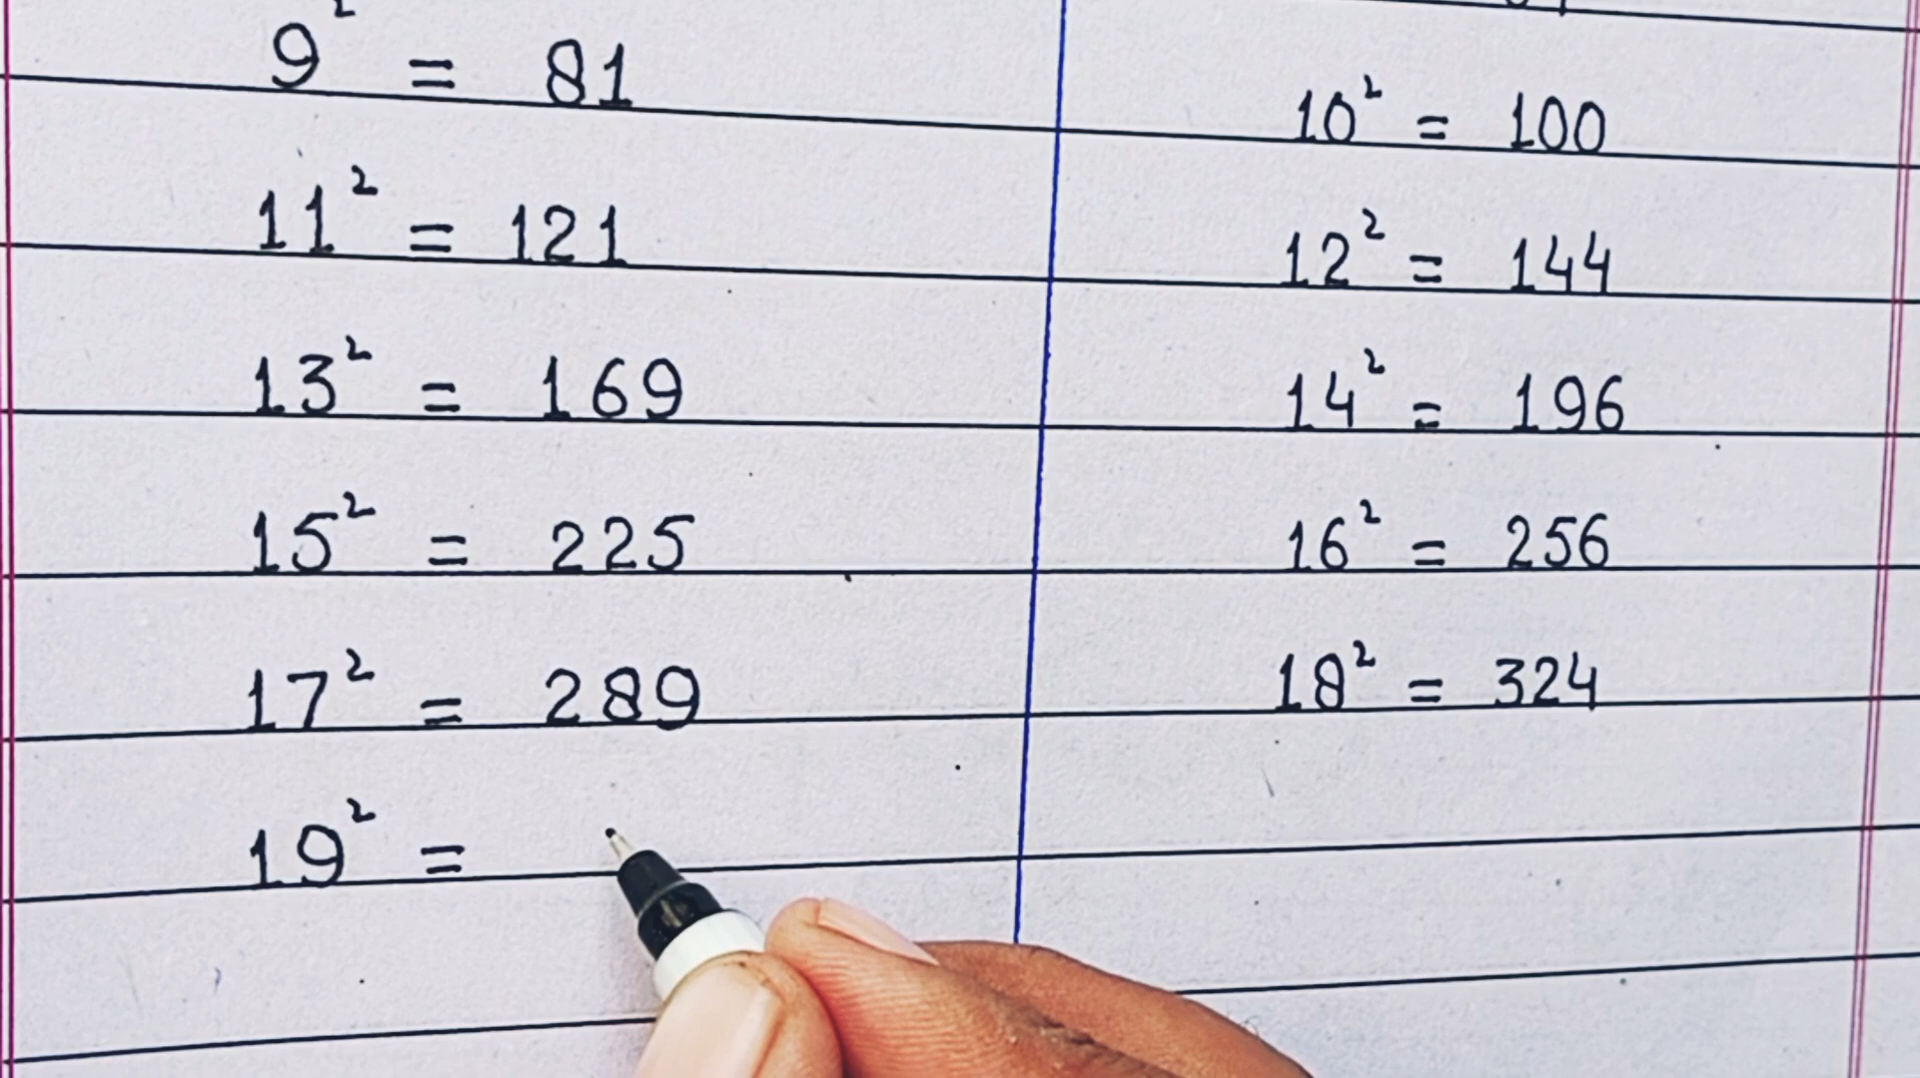 9² = 81
10² = 100
11² = 121
12² = 144
13² = 169
14² = 196
15² = 225
16² = 256
17² = 289
18² = 324
19² =